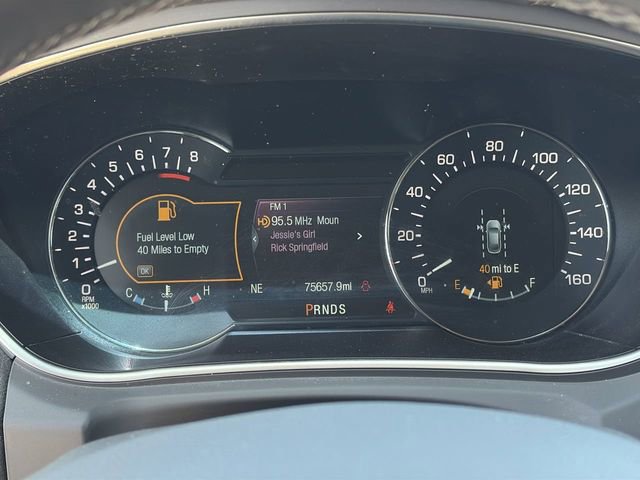 8
7
6
5
4
3
2
1
0
RPM
x1000
Fuel Level Low
40 Miles to Empty
OK
C H
FM 1
HD 95.5 MHz Moun
Jessie's Girl
Rick Springfield
NE 75657.9mi
PRNDS
0
20
40
60
80
100
120
140
160
MPH
40 mi to E
E F